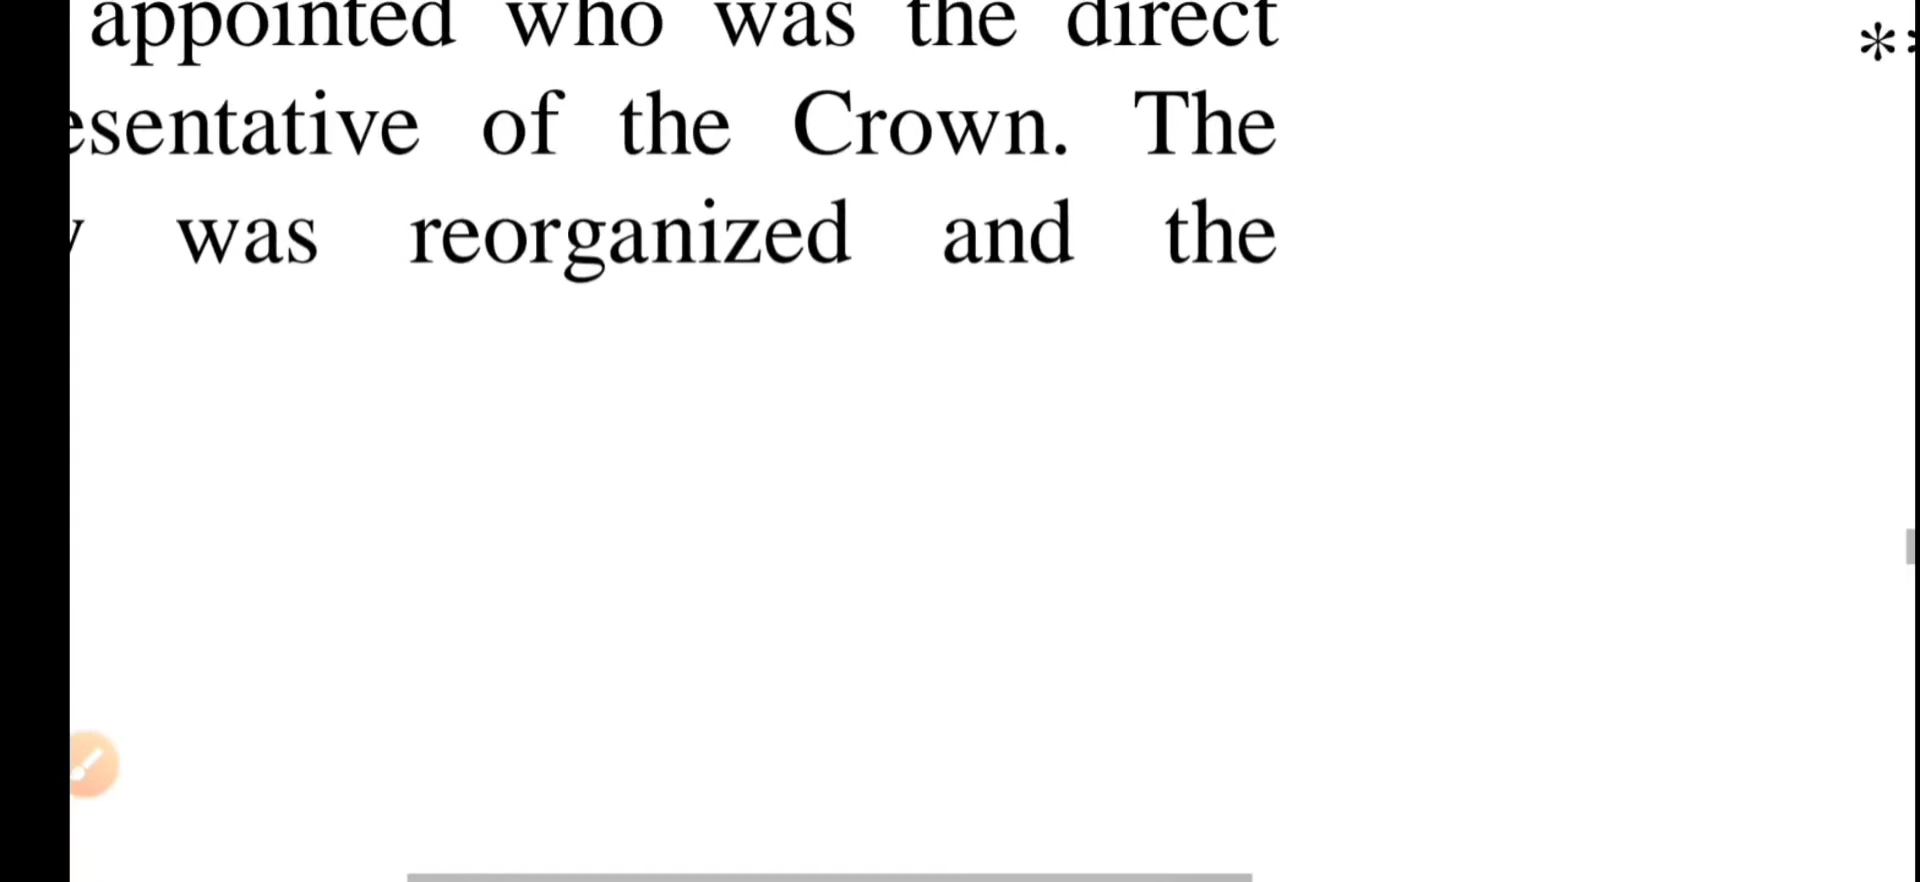 appointed who was the direct
esentative of the Crown. The
was reorganized and the
*